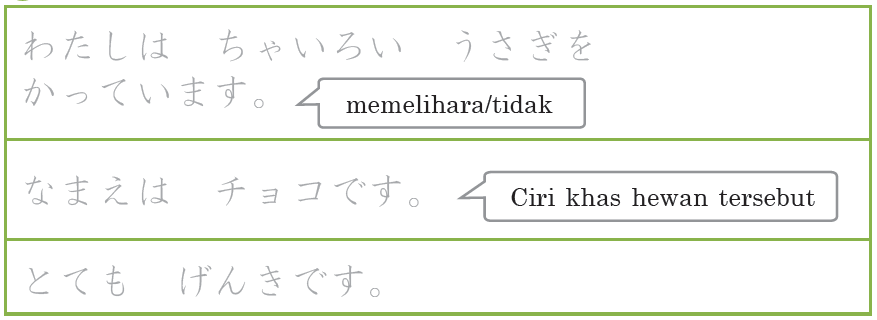 わたしは　ちゃいろい　うさぎを
かっています。 memelihara/tidak
なまえは　チョコです。 Ciri khas hewan tersebut
とても　げんきです。